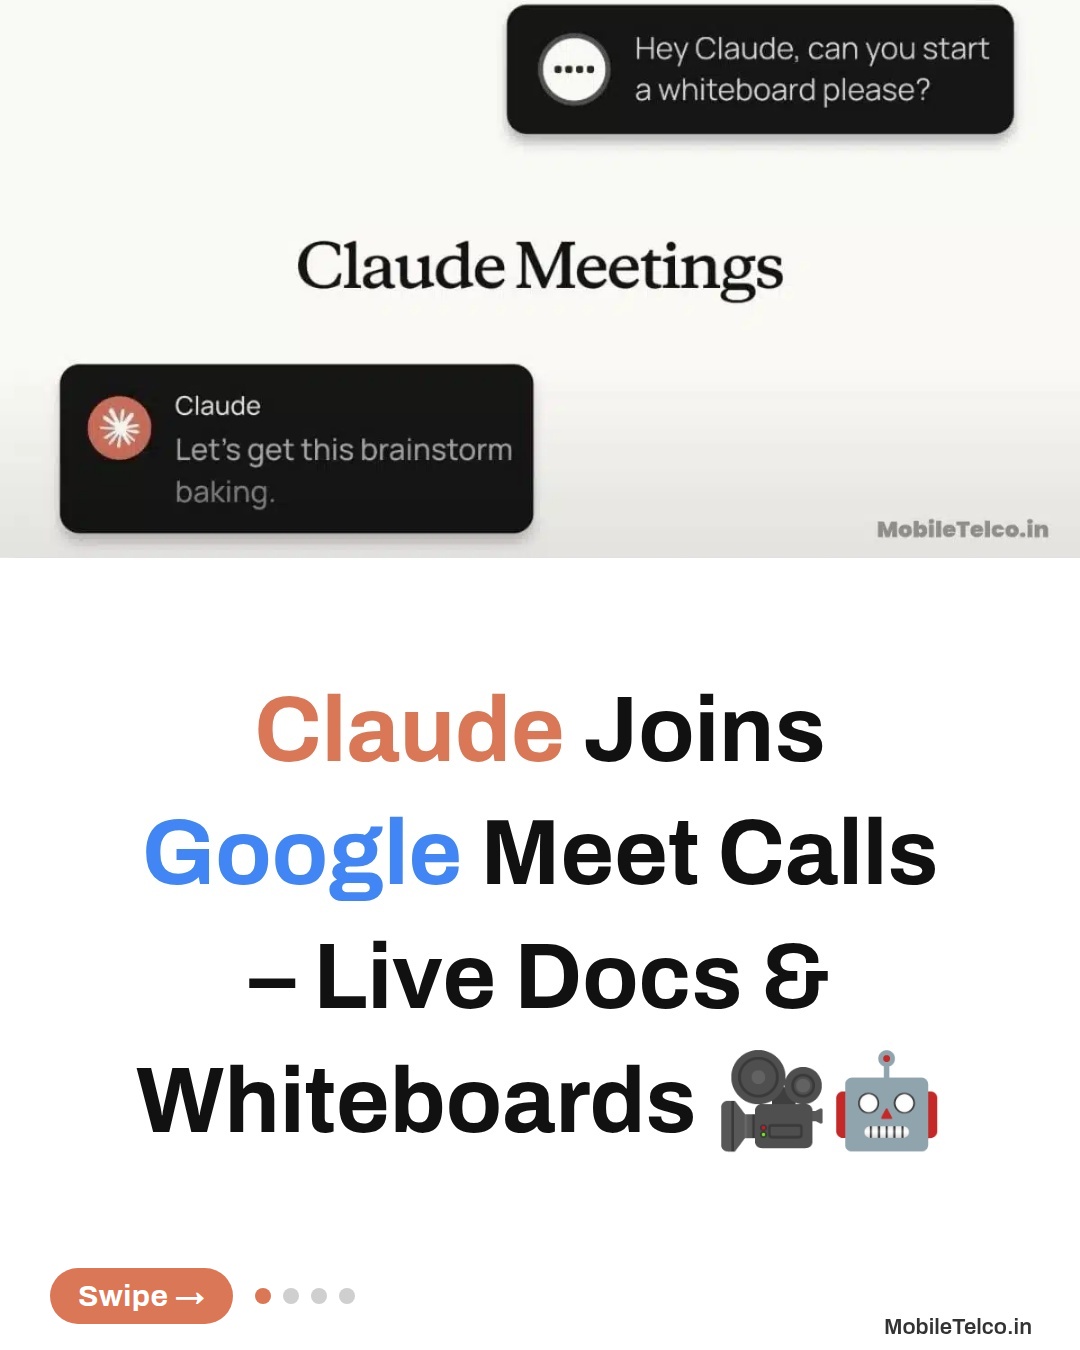 Hey Claude, can you start
a whiteboard please?
Claude Meetings
Claude
Let's get this brainstorm
baking.
MobileTelco.in
Claude Joins
Google Meet Calls
– Live Docs &
Whiteboards 🎥🤖
Swipe →
MobileTelco.in